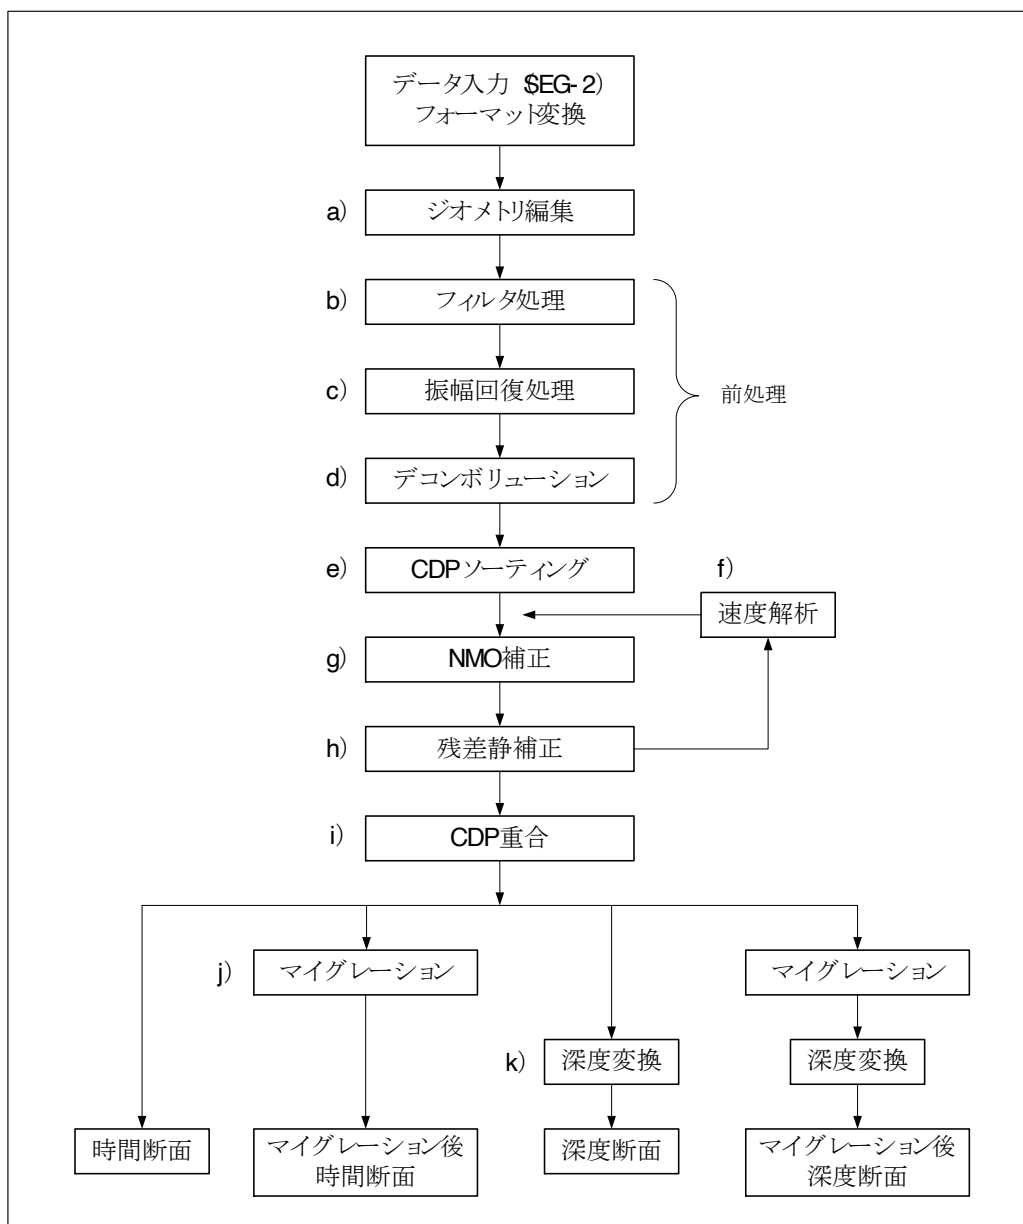 データ入力 (SEG-2)
フォーマット変換
a) ジオメトリ編集
b) フィルタ処理
c) 振幅回復処理
前処理
d) デコンボリューション
e) CDPソーティング
f)
速度解析
g) NMO補正
h) 残差静補正
i) CDP重合
j) マイグレーション
マイグレーション
k) 深度変換
深度変換
時間断面
マイグレーション後
時間断面
深度断面
マイグレーション後
深度断面